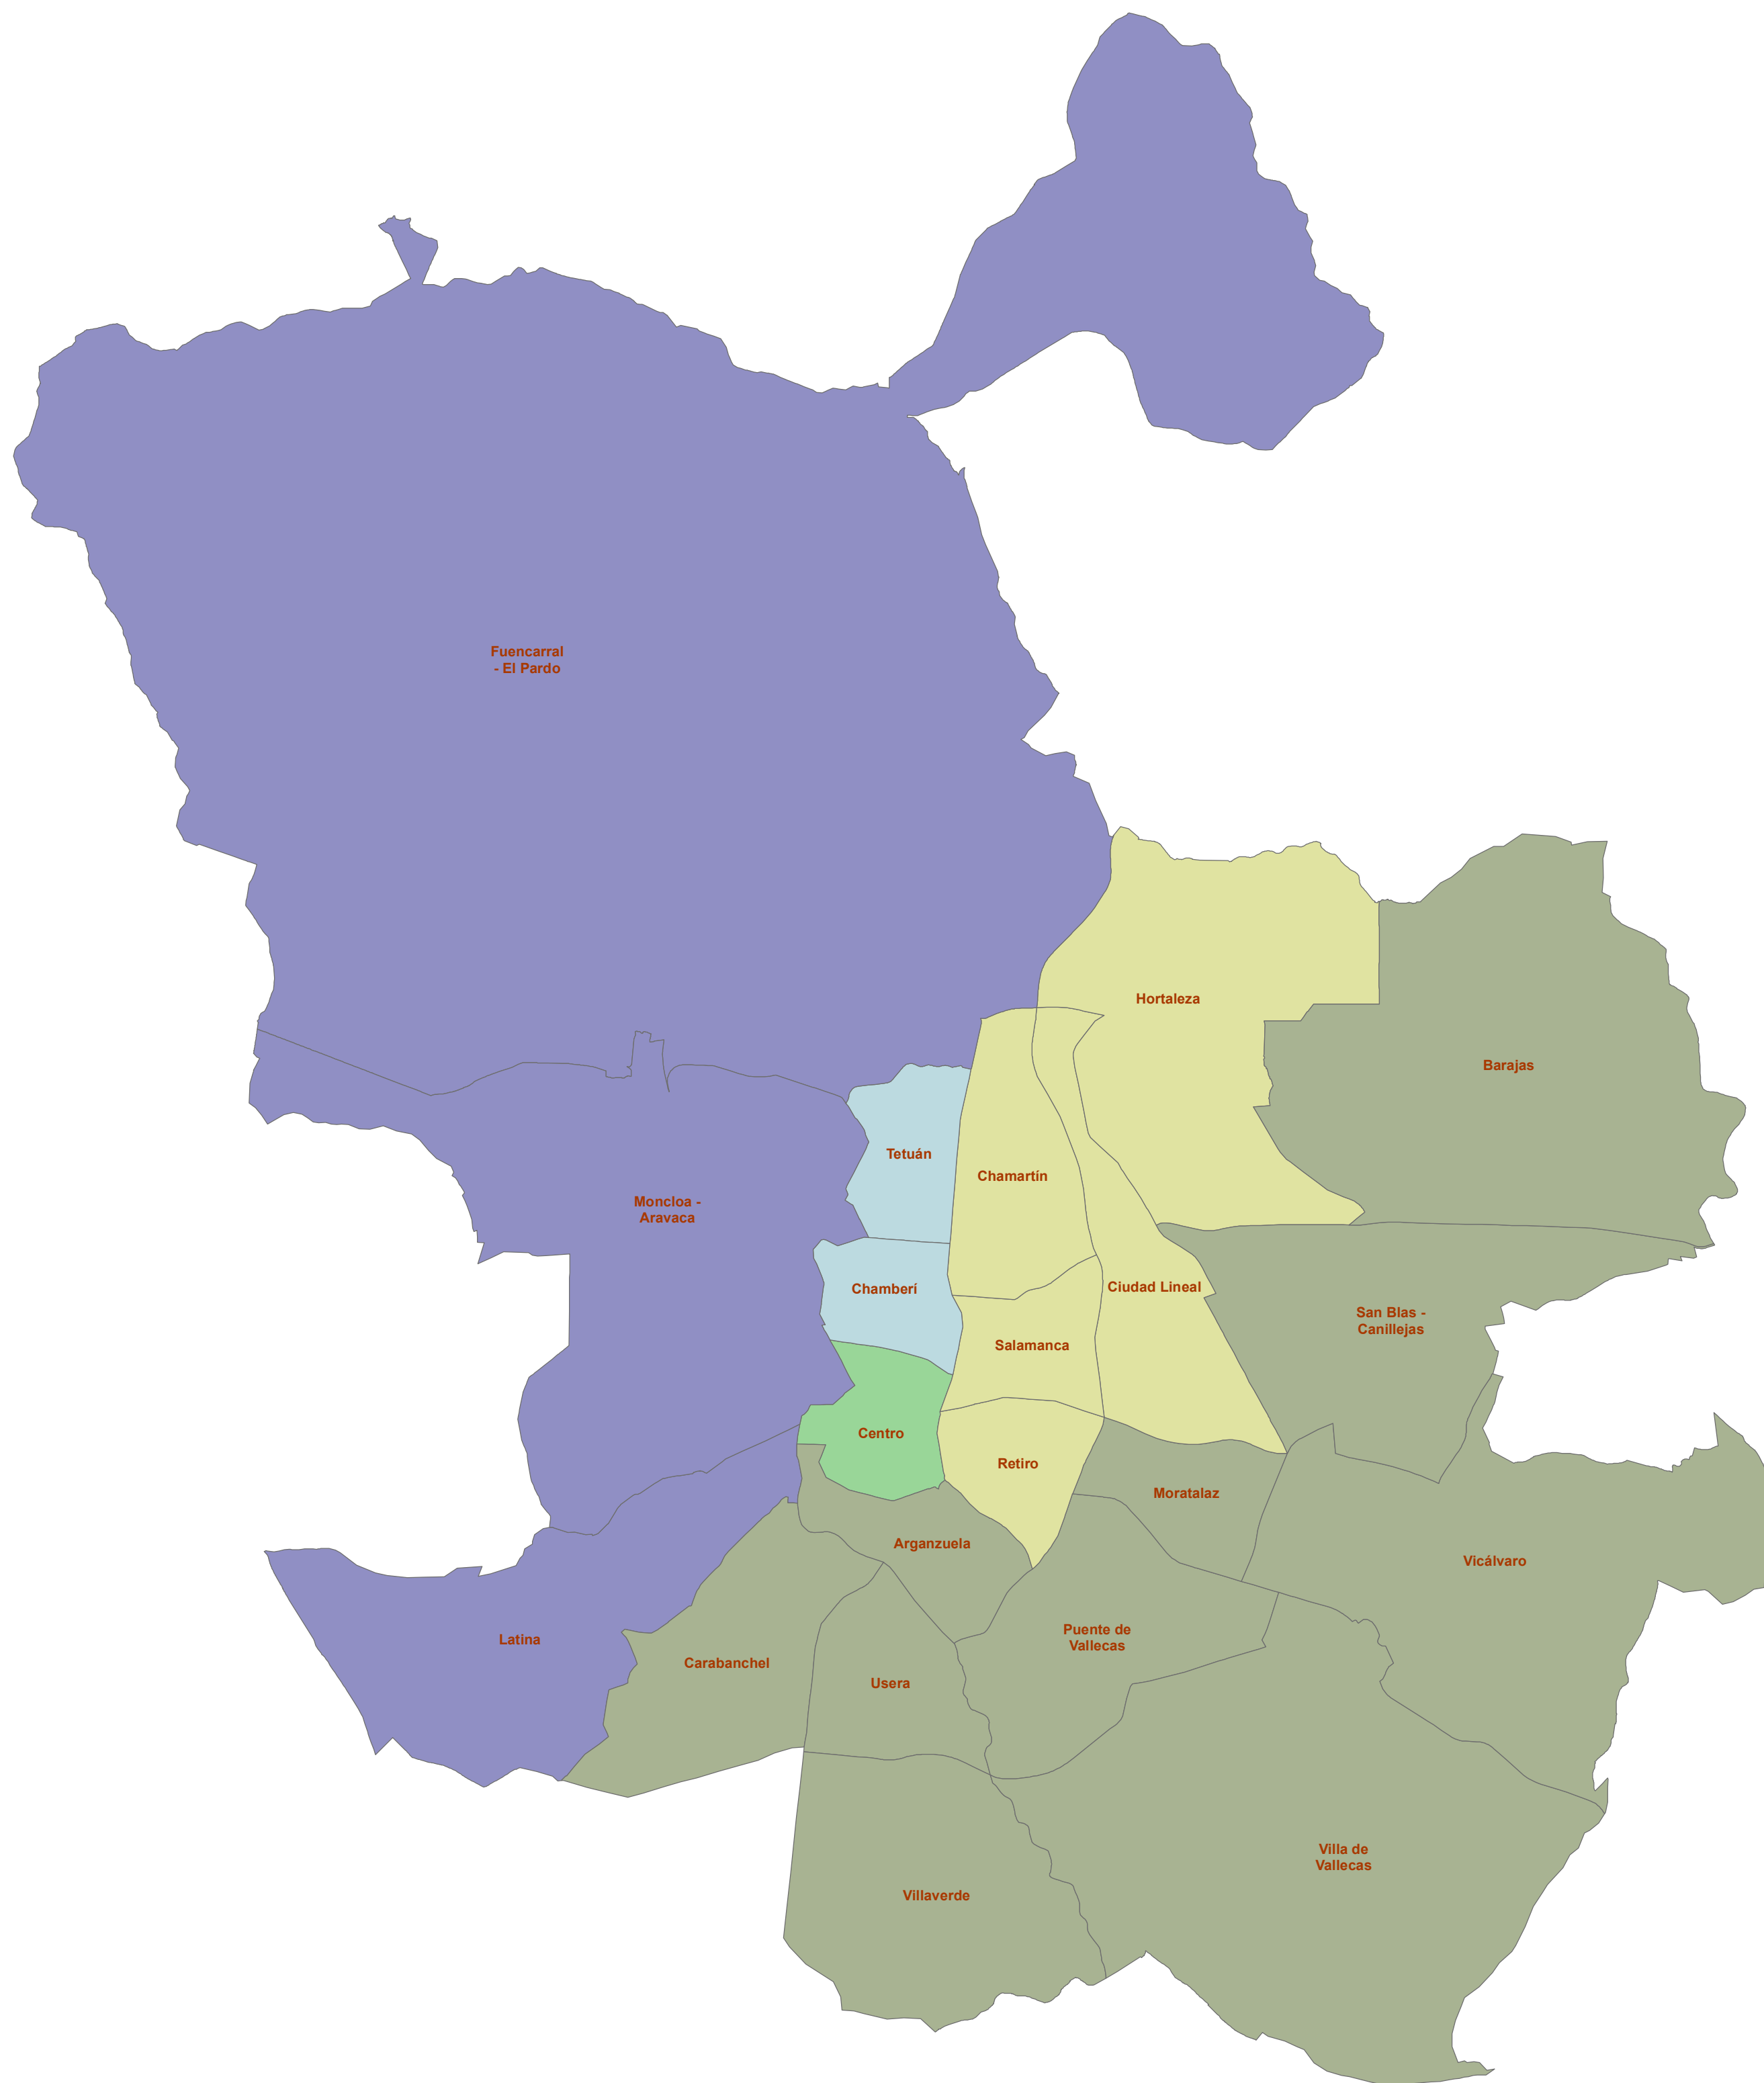 Fuencarral
- El Pardo
Hortaleza
Barajas
Tetuán
Chamartín
Moncloa -
Aravaca
Chamberí
Ciudad Lineal
San Blas -
Canillejas
Salamanca
Centro
Retiro
Moratalaz
Arganzuela
Vicálvaro
Latina
Puente de
Vallecas
Carabanchel
Usera
Villa de
Vallecas
Villaverde